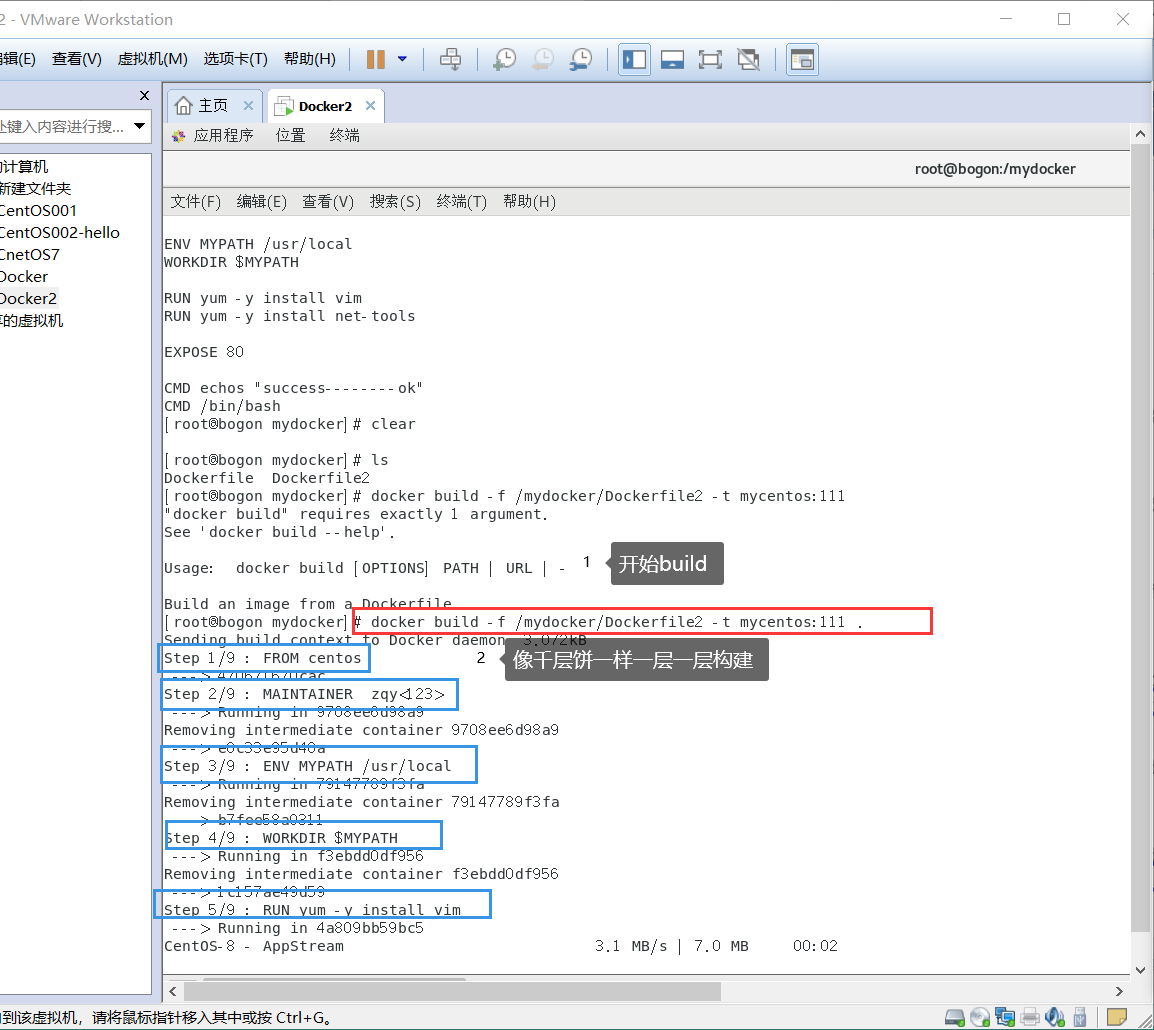 2 - VMware Workstation
编辑(E) 查看(V) 虚拟机(M) 选项卡(T) 帮助(H)
主页 Docker2
处键入内容进行搜...
应用程序 位置 终端
的计算机
新建文件夹
CentOS001
CentOS002-hello
CnetOS7
Docker
Docker2
享的虚拟机
root@bogon:/mydocker
文件(F) 编辑(E) 查看(V) 搜索(S) 终端(T) 帮助(H)
ENV MYPATH /usr/local
WORKDIR $MYPATH
RUN yum -y install vim
RUN yum -y install net-tools
EXPOSE 80
CMD echos "success--------ok"
CMD /bin/bash
[root@bogon mydocker]# clear
[root@bogon mydocker]# ls
Dockerfile  Dockerfile2
[root@bogon mydocker]# docker build -f /mydocker/Dockerfile2 -t mycentos:111
"docker build" requires exactly 1 argument.
See 'docker build --help'.
Usage:  docker build [OPTIONS] PATH | URL | -
1 开始build
Build an image from a Dockerfile
[root@bogon mydocker]# docker build -f /mydocker/Dockerfile2 -t mycentos:111 .
Sending build context to Docker daemon  3.072kB
Step 1/9 : FROM centos
2 像千层饼一样一层一层构建
---> 470671670cac
Step 2/9 : MAINTAINER  zqy<123>
---> Running in 9708ee6d98a9
Removing intermediate container 9708ee6d98a9
---> e0c33e95d40a
Step 3/9 : ENV MYPATH /usr/local
---> Running in 79147789f3fa
Removing intermediate container 79147789f3fa
---> b7fee58a0311
Step 4/9 : WORKDIR $MYPATH
---> Running in f3ebdd0df956
Removing intermediate container f3ebdd0df956
---> 1c157ae49d59
Step 5/9 : RUN yum -y install vim
---> Running in 4a809bb59bc5
CentOS-8 - AppStream 3.1 MB/s | 7.0 MB 00:02
到该虚拟机，请将鼠标指针移入其中或按 Ctrl+G。